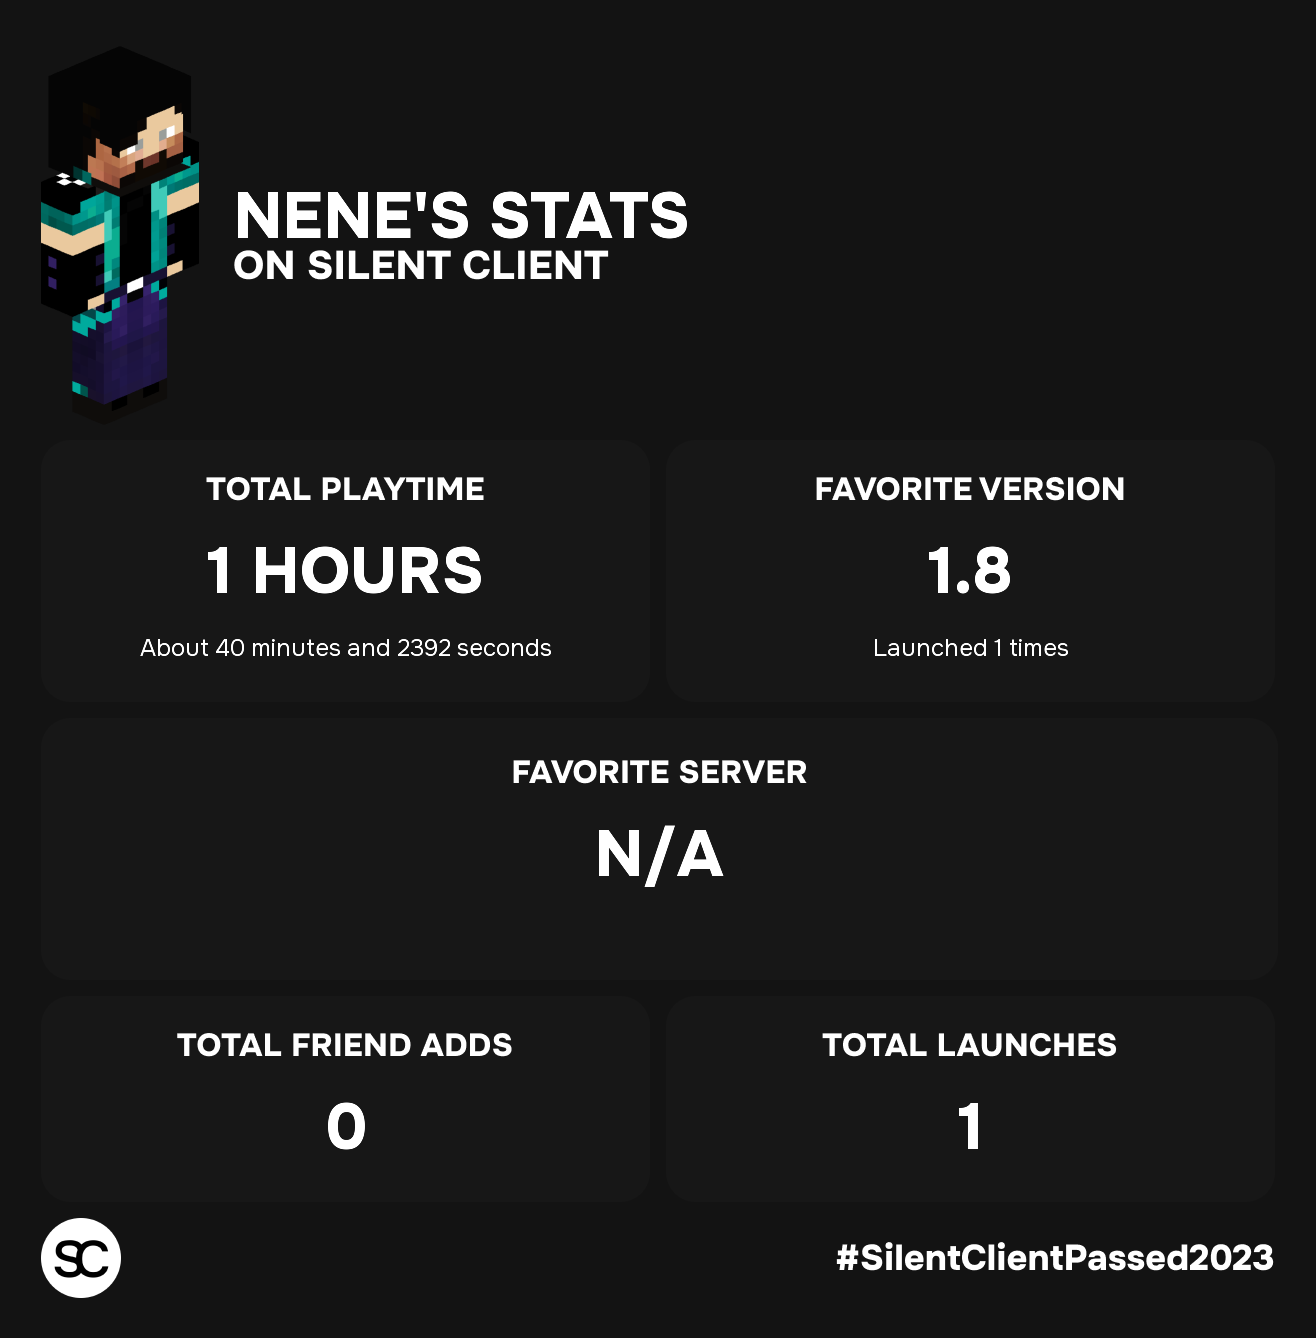 NENE'S STATS
ON SILENT CLIENT
TOTAL PLAYTIME
1 HOURS
About 40 minutes and 2392 seconds
FAVORITE VERSION
1.8
Launched 1 times
FAVORITE SERVER
N/A
TOTAL FRIEND ADDS
0
TOTAL LAUNCHES
1
SC
#SilentClientPassed2023